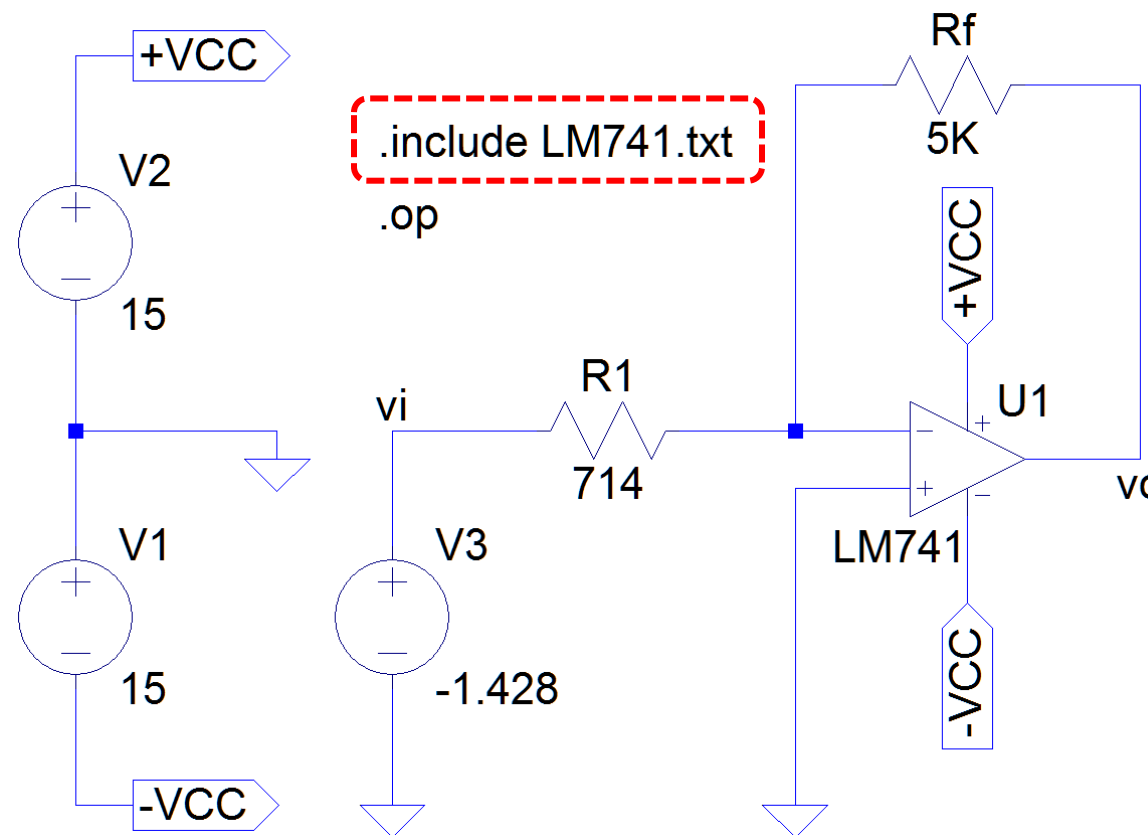 +VCC
V2
15
V1
15
-VCC
.include LM741.txt
.op
vi
R1
714
V3
-1.428
Rf
5K
+VCC
U1
LM741
-VCC